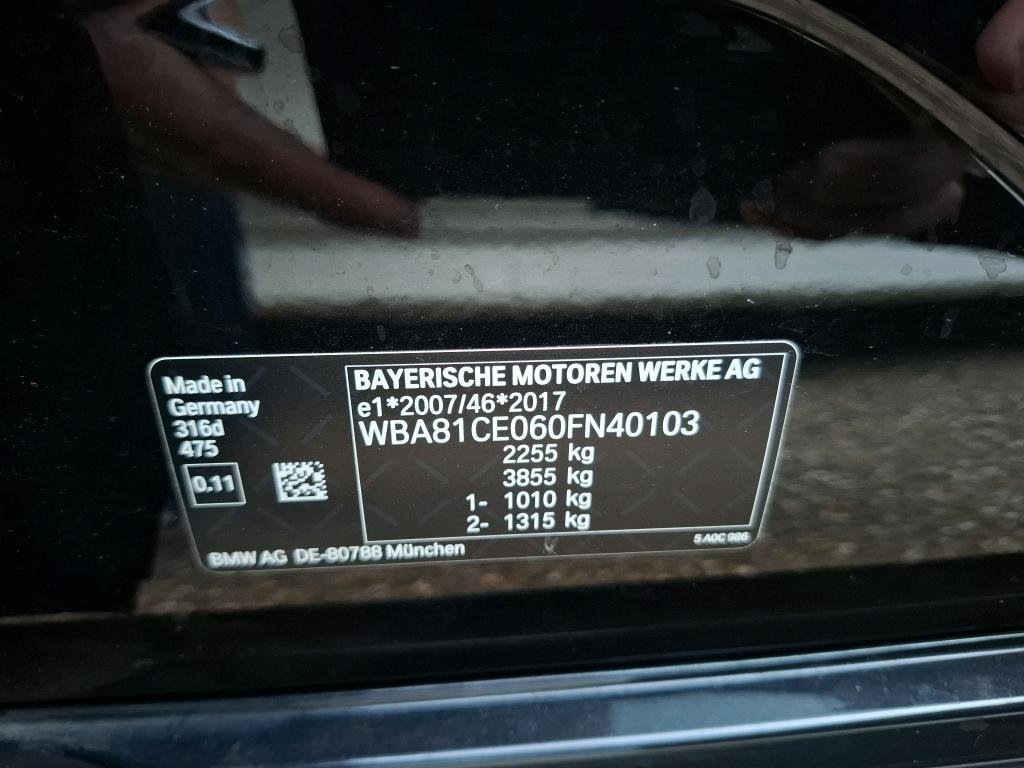 Made in
Germany
316d
475
0.11
BAYERISCHE MOTOREN WERKE AG
e1*2007/46*2017
WBA81CE060FN40103
2255 kg
3855 kg
1- 1010 kg
2- 1315 kg
BMW AG DE-80788 München
5 A0C 986